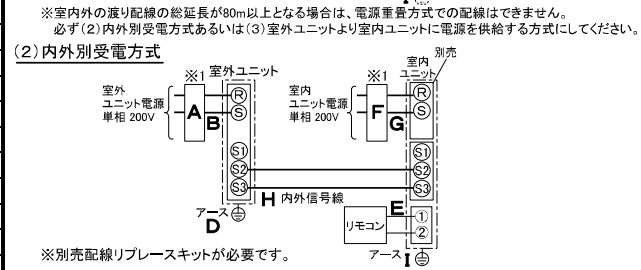 ※室内外の渡り配線の総延長が80m以上となる場合は、電源重畳方式での配線はできません。
必ず(2)内外別受電方式あるいは(3)室外ユニットより室内ユニットに電源を供給する方式にしてください。
(2)内外別受電方式
別売
※1 室外ユニット
※1 室内
ユニット
室外
ユニット電源
単相 200V
A
B
R
S
室内
ユニット電源
単相 200V
F
G
R
S
S1
S2
S3
S1
S2
S3
H 内外信号線
アース
D
リモコン
E
①
②
アース
I
※別売配線リプレースキットが必要です。